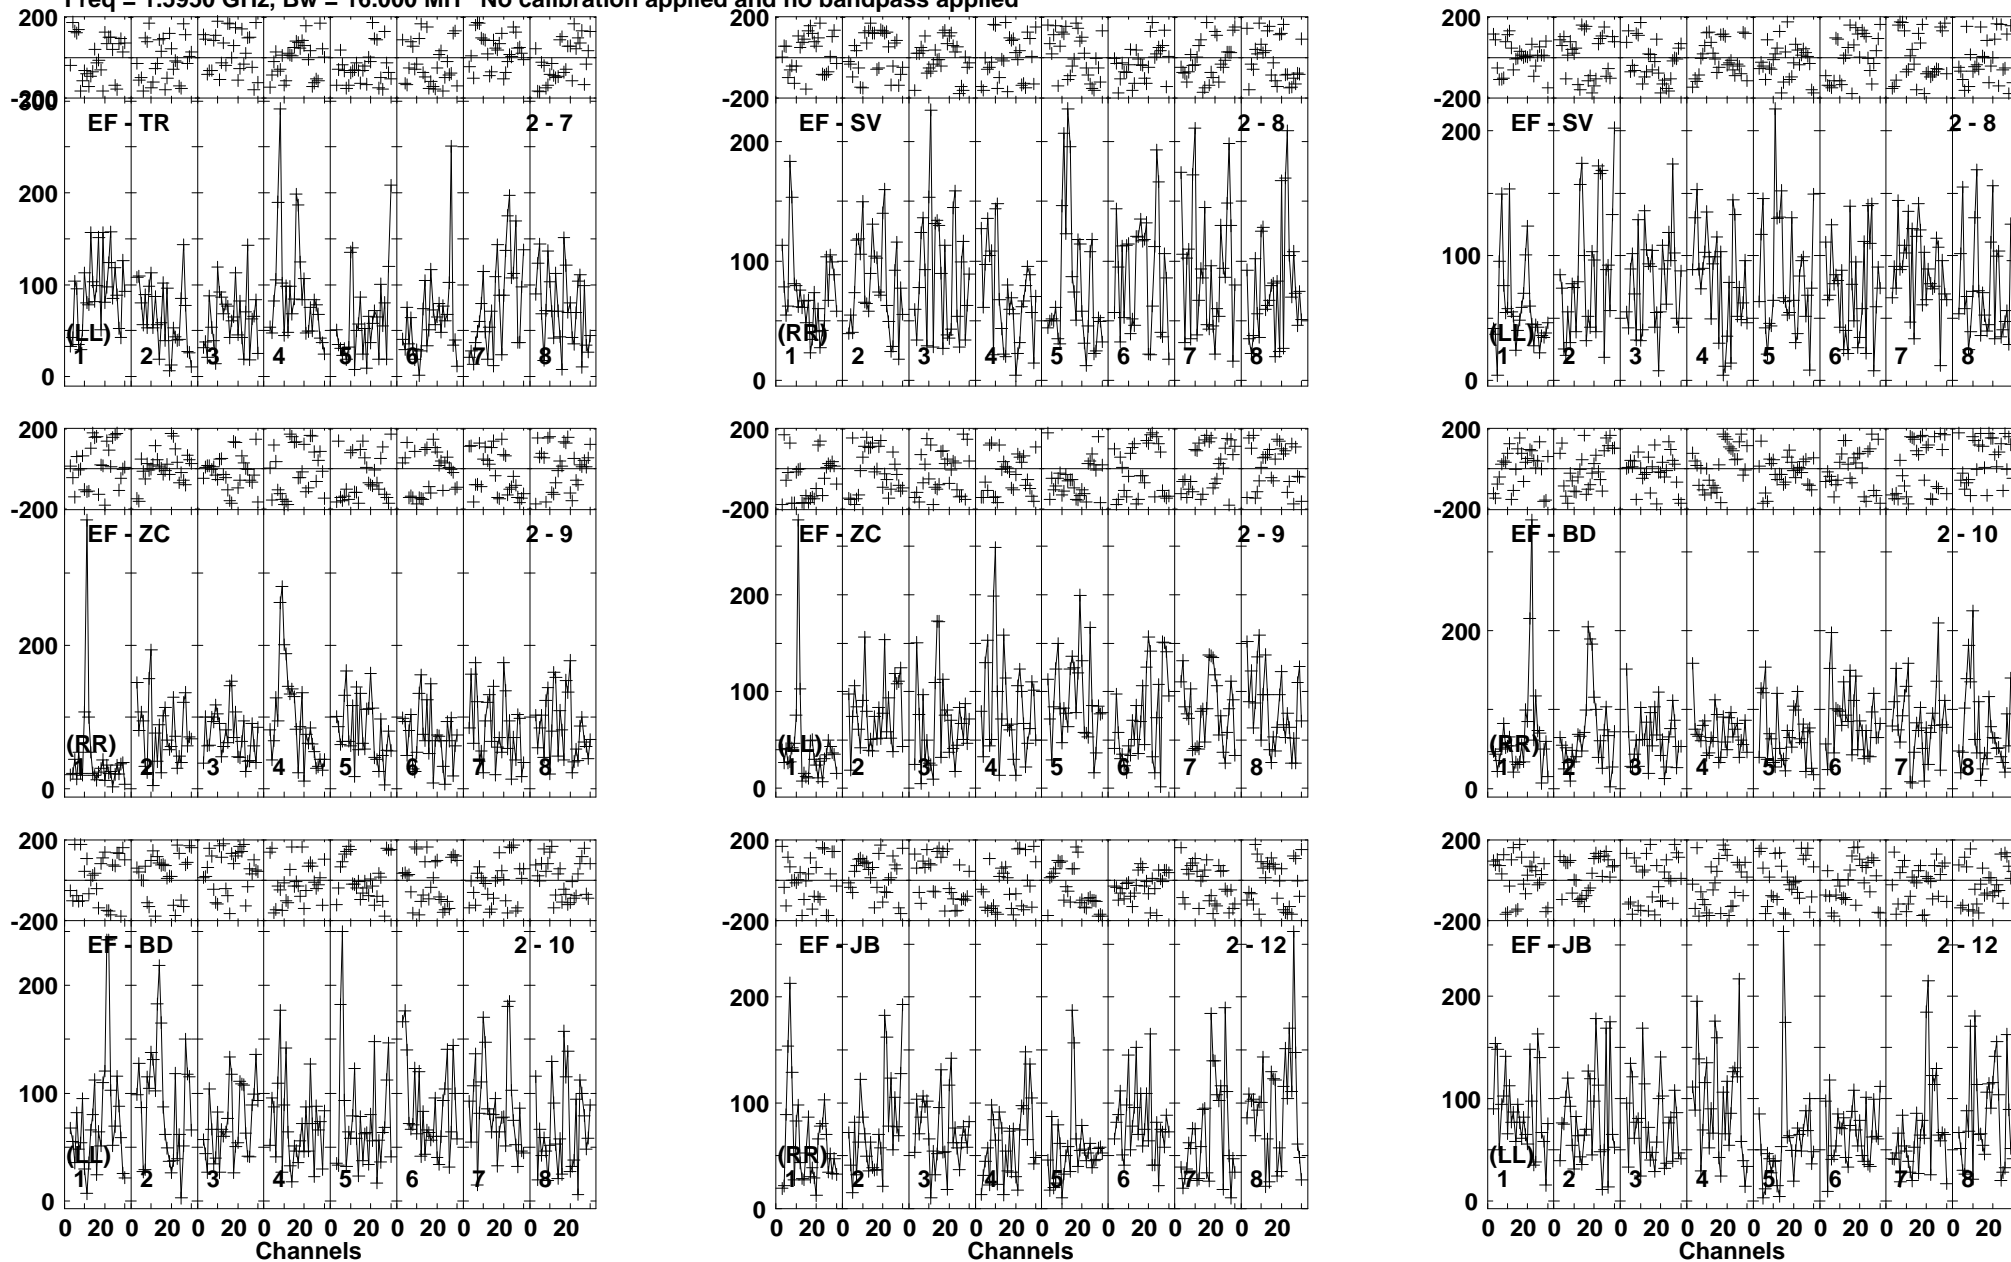 Freq = 1.5950 GHz, Bw = 16.000 MH No calibration applied and no bandpass applied
200 200 200
-200 -200 -200
300
EF - TR 2 - 7 EF - SV 2 - 8 EF - SV 2 - 8
200 200 200
100 100 100
(LL) (RR) (LL)
1 2 3 4 5 6 7 8 1 2 3 4 5 6 7 8 1 2 3 4 5 6 7 8
0 0 0
200 200 200
-200 -200 -200
EF - ZC 2 - 9 EF - ZC 2 - 9 EF - BD 2 - 10
200 200 200
100
(RR) (LL) (RR)
1 2 3 4 5 6 7 8 1 2 3 4 5 6 7 8 1 2 3 4 5 6 7 8
0 0 0
200 200 200
-200 -200 -200
EF - BD 2 - 10 EF - JB 2 - 12 EF - JB 2 - 12
200 200 200
100 100 100
(LL) (RR) (LL)
1 2 3 4 5 6 7 8 1 2 3 4 5 6 7 8 1 2 3 4 5 6 7 8
0 0 0
0 20 0 20 0 20 0 20 0 20 0 20 0 20 0 20 0 20 0 20 0 20 0 20 0 20 0 20 0 20 0 20 0 20 0 20 0 20 0 20 0 20 0 20 0 20 0 20
Channels Channels Channels